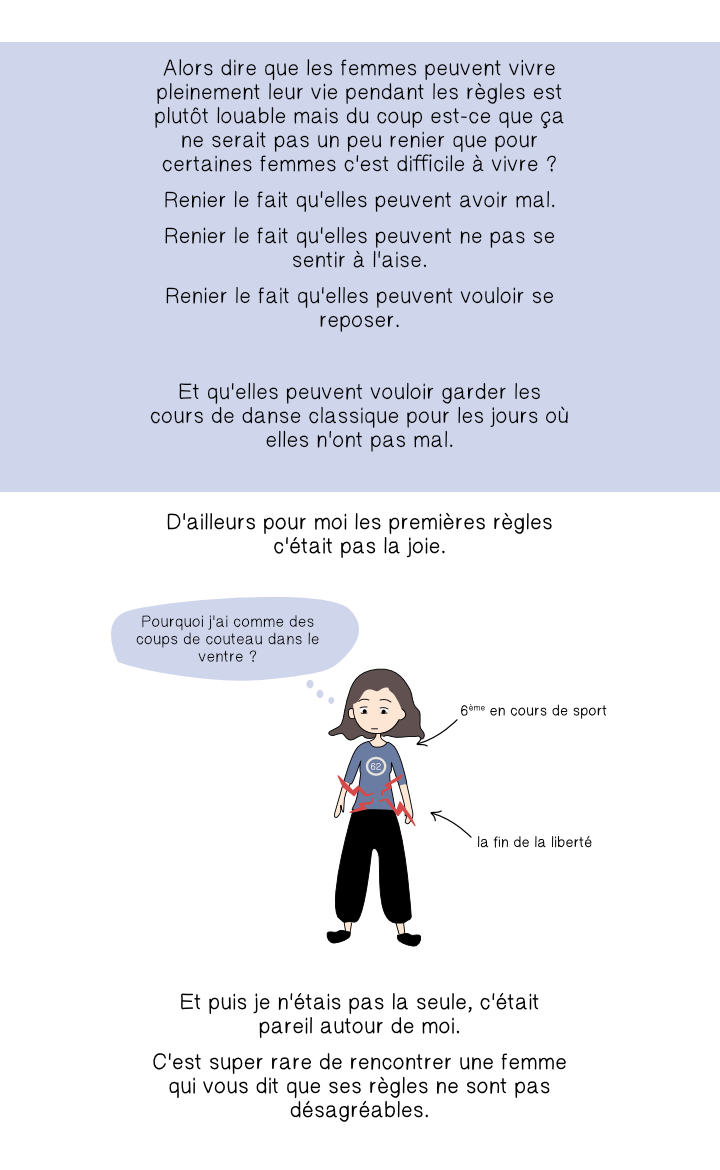 Alors dire que les femmes peuvent vivre
pleinement leur vie pendant les règles est
plutôt louable mais du coup est-ce que ça
ne serait pas un peu renier que pour
certaines femmes c'est difficile à vivre ?
Renier le fait qu'elles peuvent avoir mal.
Renier le fait qu'elles peuvent ne pas se
sentir à l'aise.
Renier le fait qu'elles peuvent vouloir se
reposer.
Et qu'elles peuvent vouloir garder les
cours de danse classique pour les jours où
elles n'ont pas mal.
D'ailleurs pour moi les premières règles
c'était pas la joie.
Pourquoi j'ai comme des
coups de couteau dans le
ventre ?
6ème en cours de sport
62
la fin de la liberté
Et puis je n'étais pas la seule, c'était
pareil autour de moi.
C'est super rare de rencontrer une femme
qui vous dit que ses règles ne sont pas
désagréables.